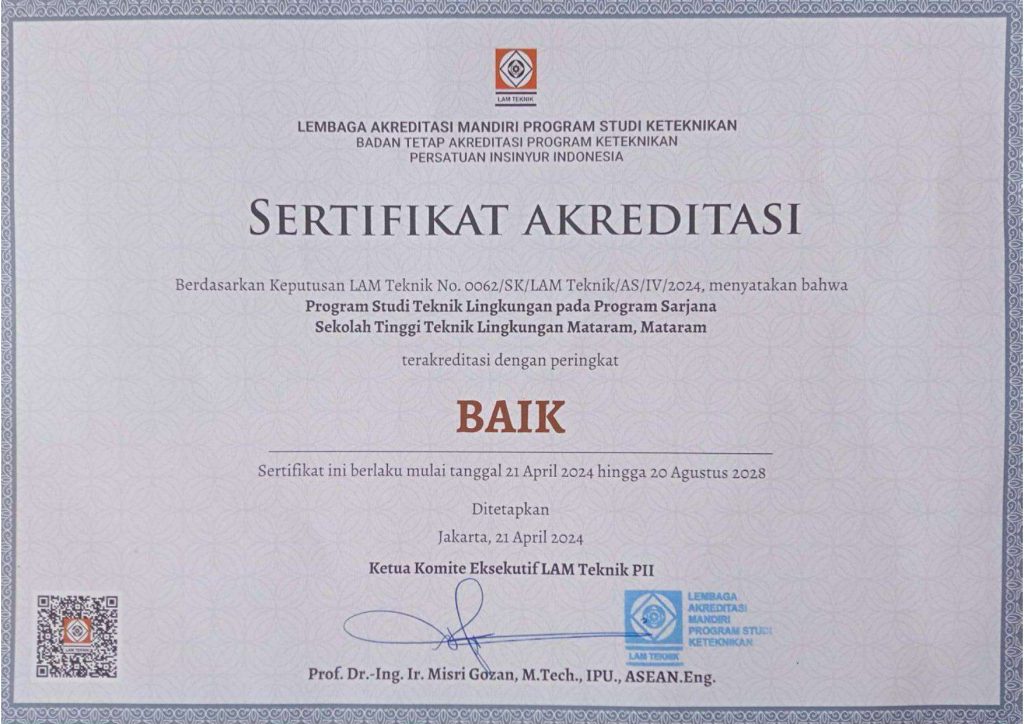 LAM TEKNIK
LEMBAGA AKREDITASI MANDIRI PROGRAM STUDI KETEKNIKAN
BADAN TETAP AKREDITASI PROGRAM KETEKNIKAN
PERSATUAN INSINYUR INDONESIA
SERTIFIKAT AKREDITASI
Berdasarkan Keputusan LAM Teknik No. 0062/SK/LAM Teknik/AS/IV/2024, menyatakan bahwa
Program Studi Teknik Lingkungan pada Program Sarjana
Sekolah Tinggi Teknik Lingkungan Mataram, Mataram
terakreditasi dengan peringkat
BAIK
Sertifikat ini berlaku mulai tanggal 21 April 2024 hingga 20 Agustus 2028
Ditetapkan
Jakarta, 21 April 2024
Ketua Komite Eksekutif LAM Teknik PII
LEMBAGA
AKREDITASI
MANDIRI
PROGRAM STUDI
KETEKNIKAN
LAM TEKNIK
LAM TEKNIK
Prof. Dr.-Ing. Ir. Misri Gozan, M.Tech., IPU., ASEAN.Eng.